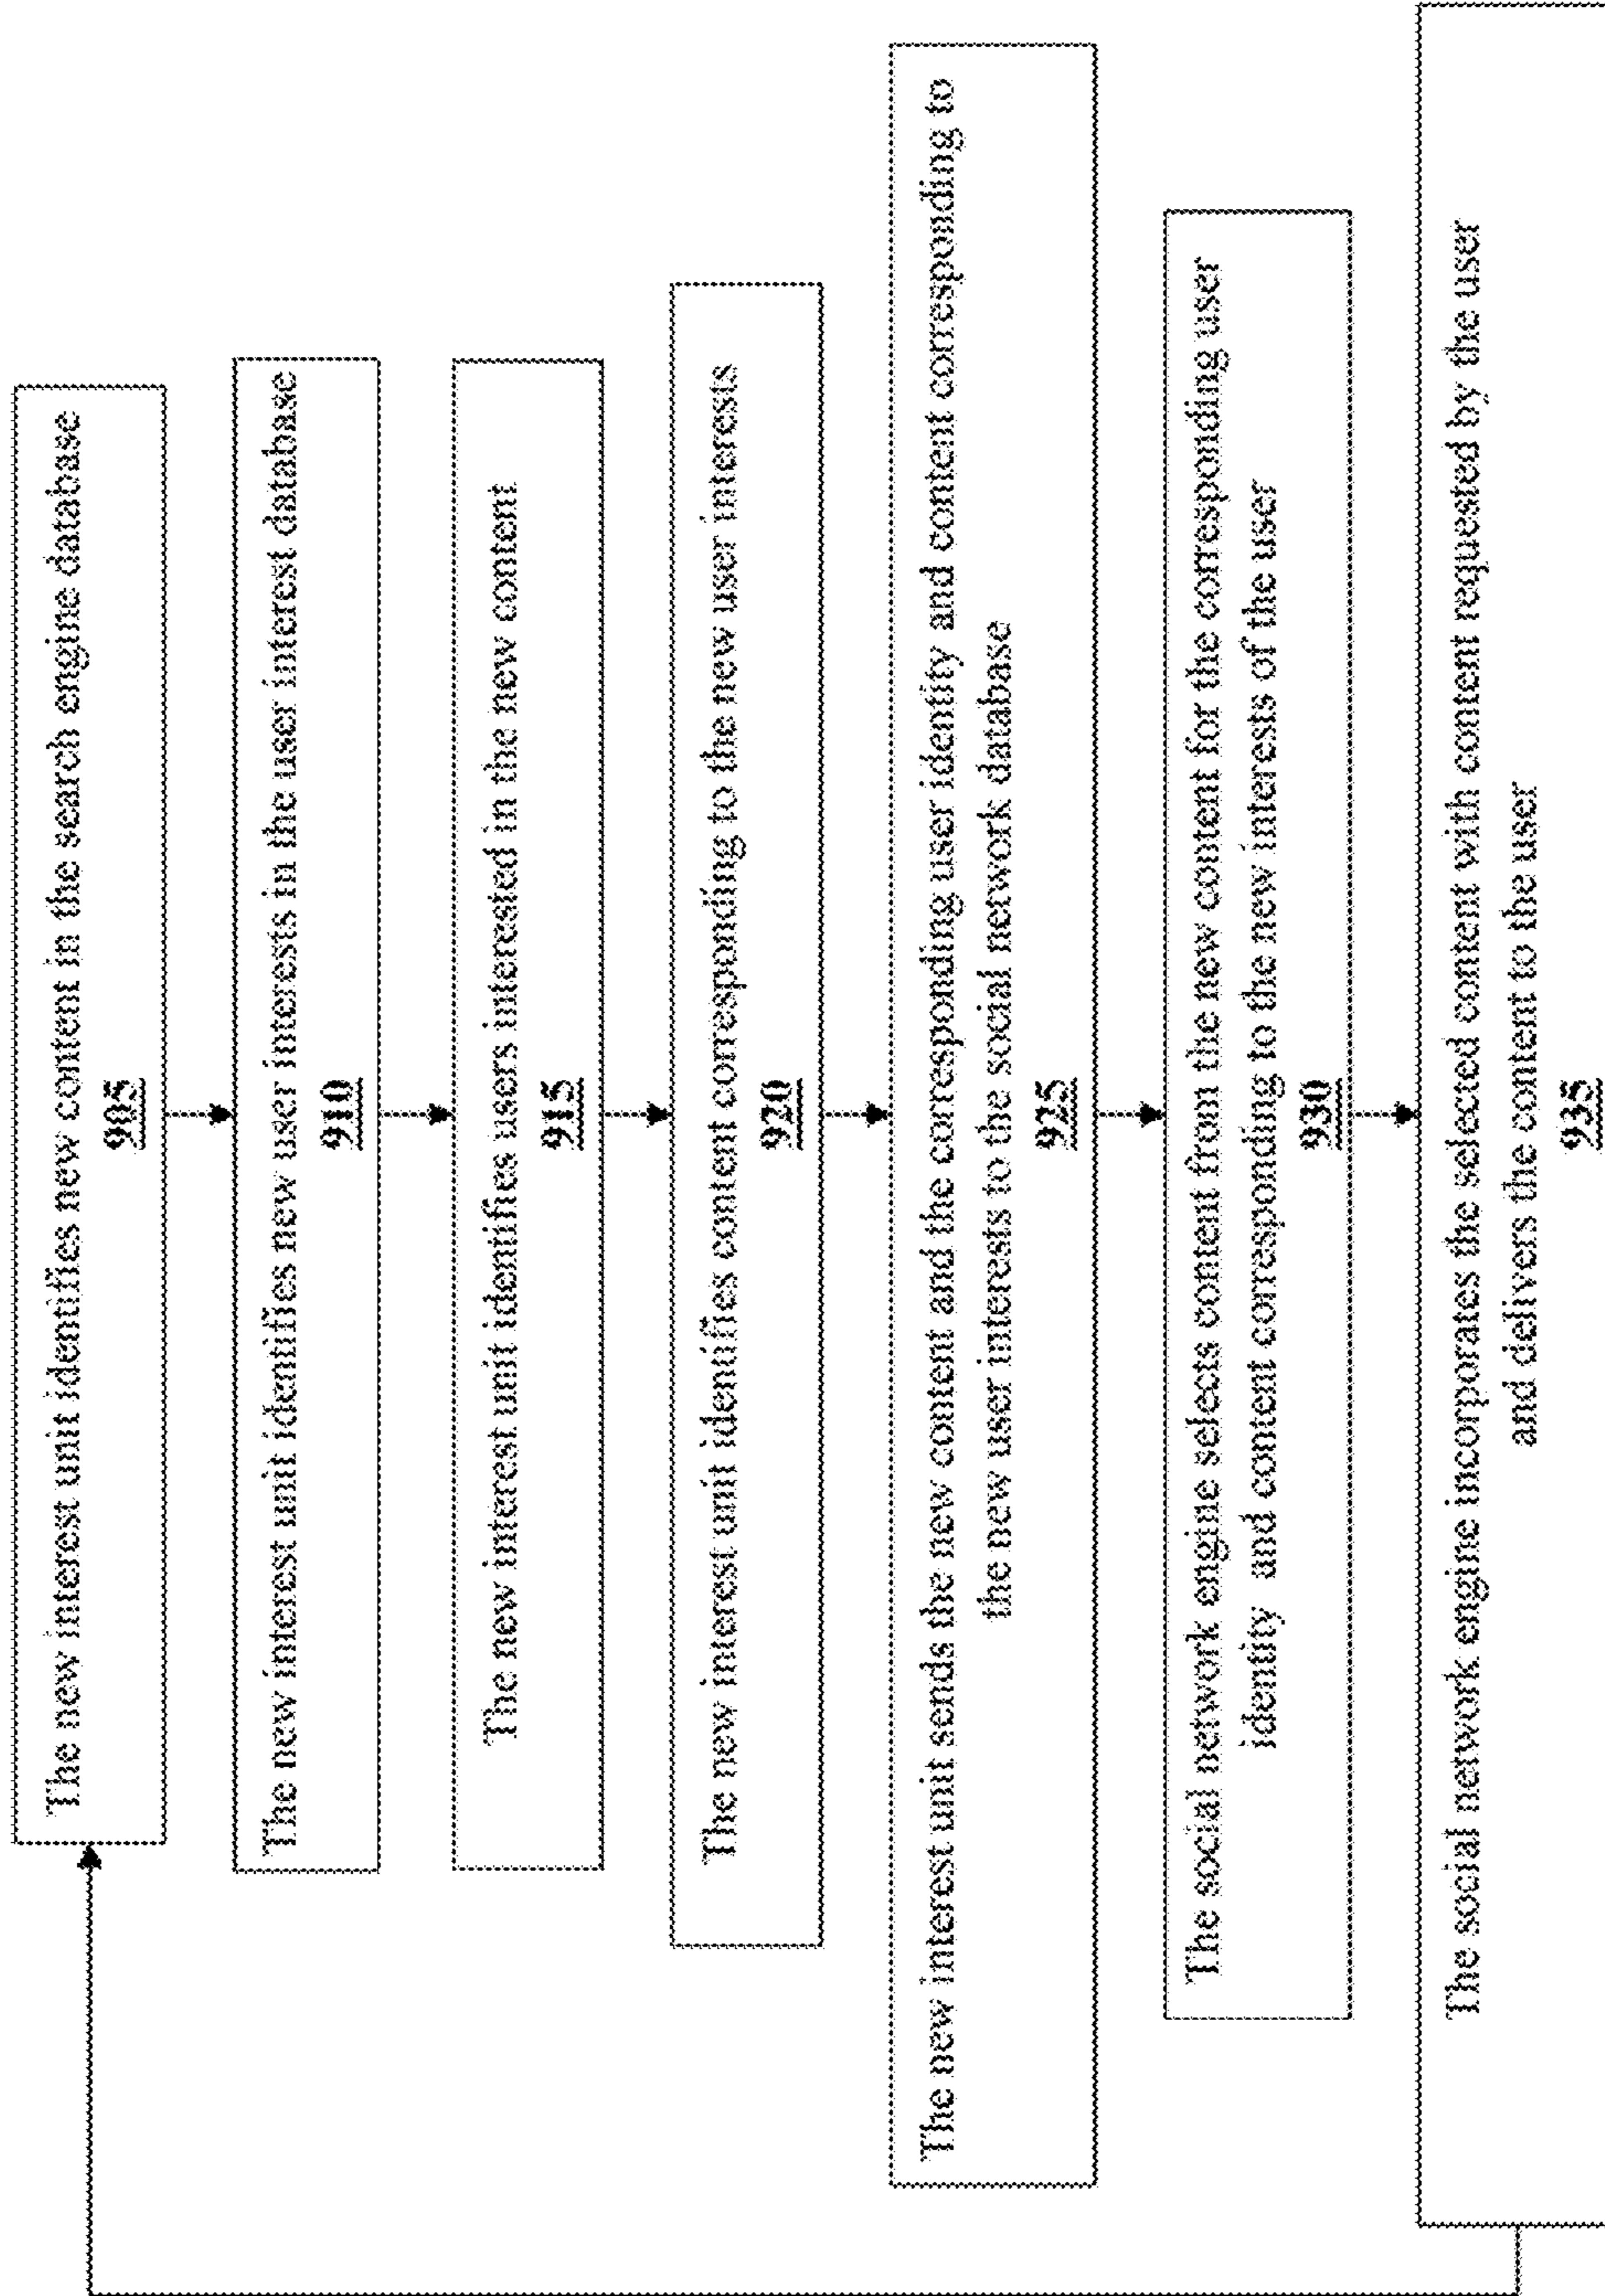 The new interest unit identifies new content in the search engine database
905
The new interest unit identifies new user interests in the user interest database
910
The new interest unit identifies users interested in the new content
915
The new interest unit identifies content corresponding to the new user interests
920
The new interest unit sends the new content and the corresponding user identity and content corresponding to
the new user interests to the social network database
925
The social network engine selects content from the new content for the corresponding user
identity and content corresponding to the new interests of the user
930
The social network engine incorporates the selected content with content requested by the user
and delivers the content to the user
935